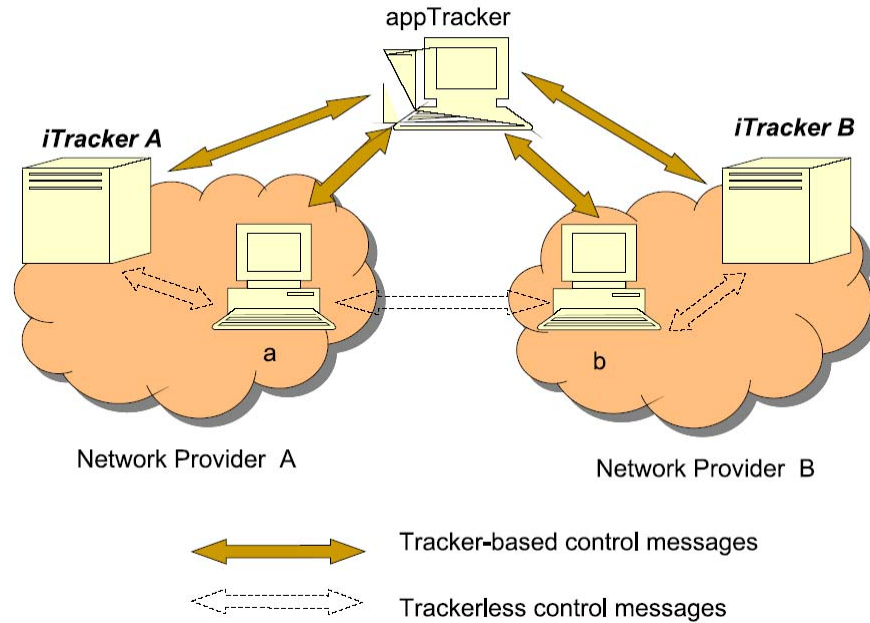 appTracker
iTracker A
iTracker B
a
b
Network Provider A
Network Provider B
Tracker-based control messages
Trackerless control messages